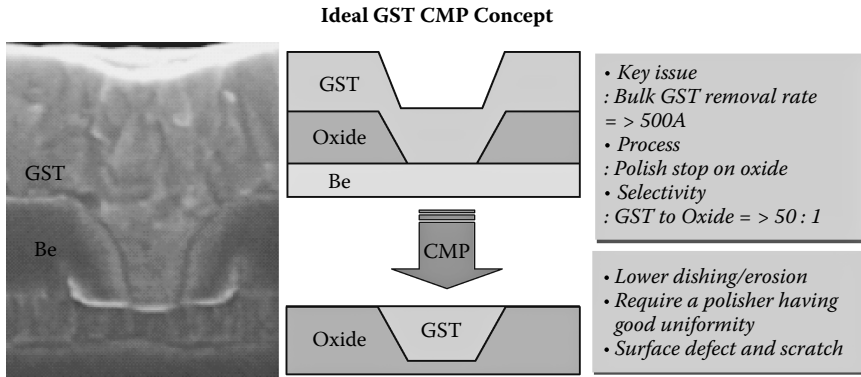 Ideal GST CMP Concept
GST
Be
GST
Oxide
Be
CMP
Oxide
GST
• Key issue
: Bulk GST removal rate
= > 500A
• Process
: Polish stop on oxide
• Selectivity
: GST to Oxide = > 50 : 1
• Lower dishing/erosion
• Require a polisher having
good uniformity
• Surface defect and scratch